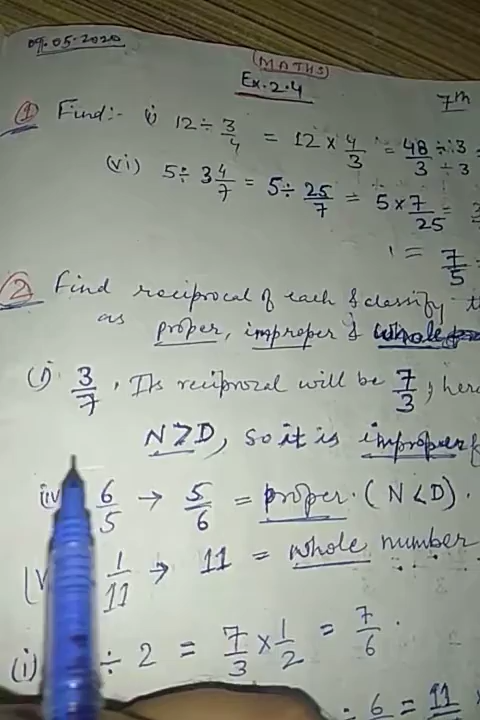 09.05.2020
(MATHS)
Ex.2.4
7th
① Find:- (i) 12 ÷ 3/4 = 12 × 4/3 = 48/3 ÷3/÷3 =
(vi) 5 ÷ 3 4/7 = 5 ÷ 25/7 = 5 × 7/25 =
= 7/5 =
② Find reciprocal of each & classify
as proper, improper & whole
(i) 3/7. Its reciprocal will be 7/3, here
N>D, so it is improper
(iv) 6/5 → 5/6 = proper. (N<D).
1/11 → 11 = whole number
(i) ÷ 2 = 7/3 × 1/2 = 7/6.
÷ 6 = 11